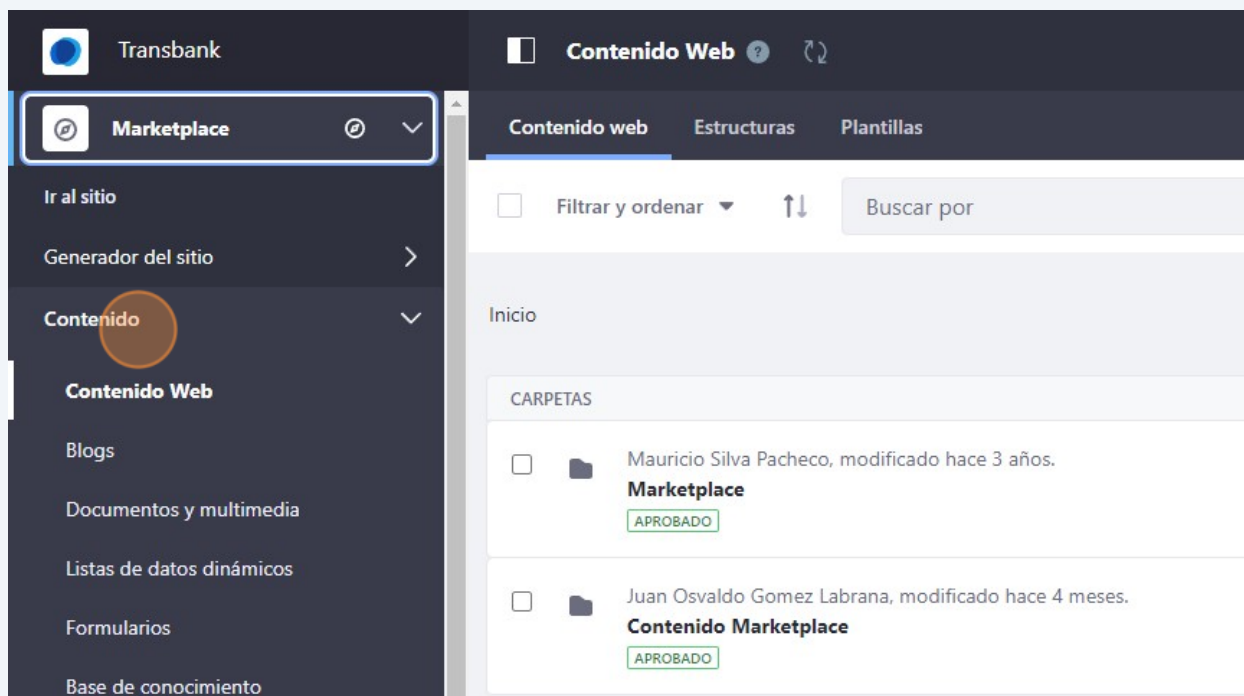 Transbank
Marketplace
Ir al sitio
Generador del sitio
Contenido
Contenido Web
Blogs
Documentos y multimedia
Listas de datos dinámicos
Formularios
Base de conocimiento
Contenido Web ?
Contenido web Estructuras Plantillas
Filtrar y ordenar Buscar por
Inicio
CARPETAS
Mauricio Silva Pacheco, modificado hace 3 años.
Marketplace
APROBADO
Juan Osvaldo Gomez Labrana, modificado hace 4 meses.
Contenido Marketplace
APROBADO